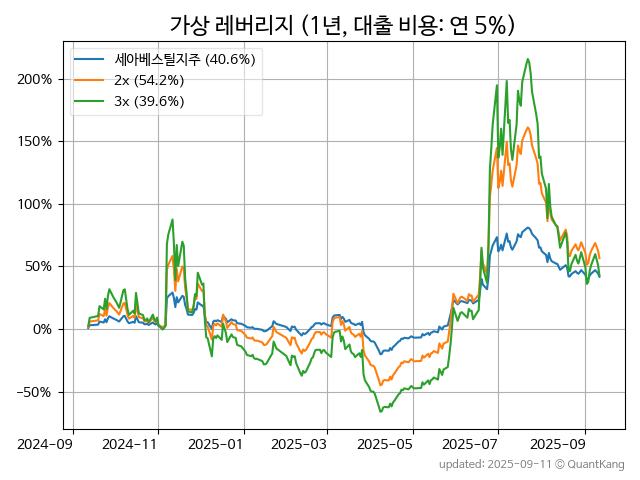 가상 레버리지 (1년, 대출 비용: 연 5%)
세아베스틸지주 (40.6%)
2x (54.2%)
3x (39.6%)
200%
150%
100%
50%
0%
−50%
2024-09 2024-11 2025-01 2025-03 2025-05 2025-07 2025-09
updated: 2025-09-11 © QuantKang